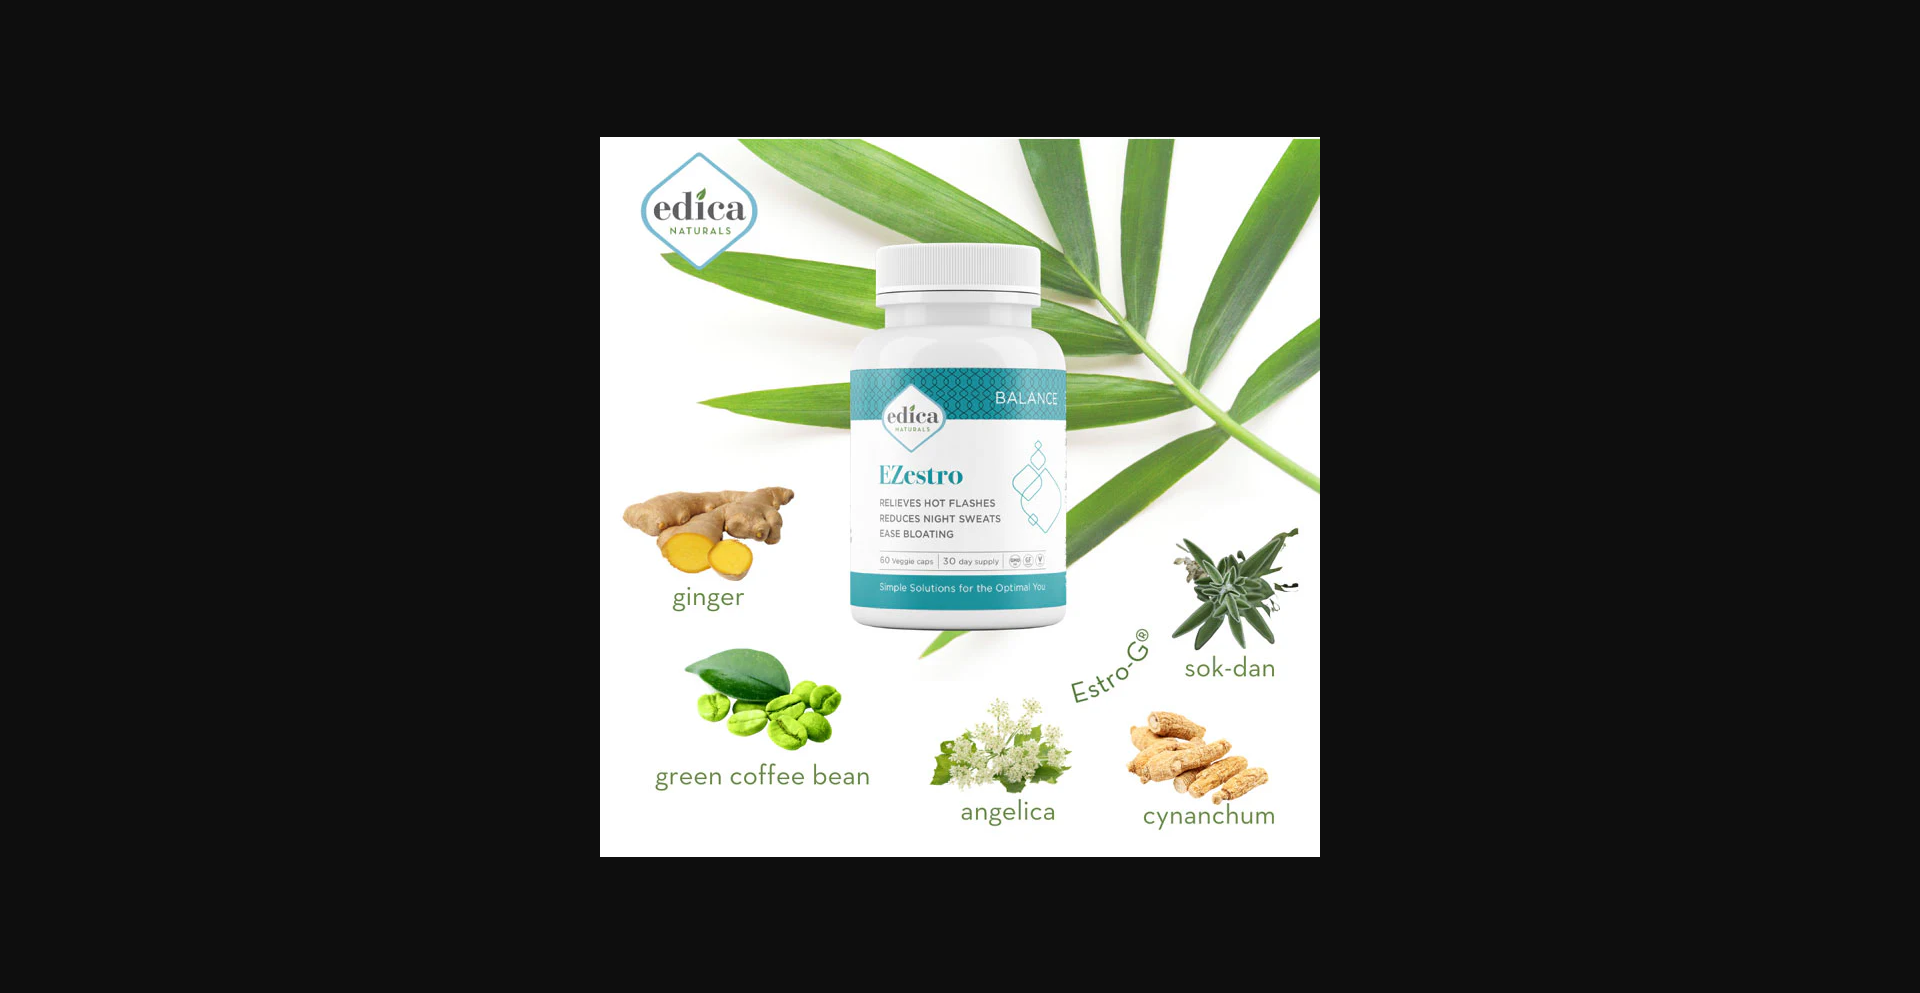 edica
NATURALS
BALANCE
edica
NATURALS
EZestro
RELIEVES HOT FLASHES
REDUCES NIGHT SWEATS
EASE BLOATING
60 Veggie caps
30 day supply
Simple Solutions for the Optimal You
ginger
green coffee bean
Estro-G®
sok-dan
angelica
cynanchum